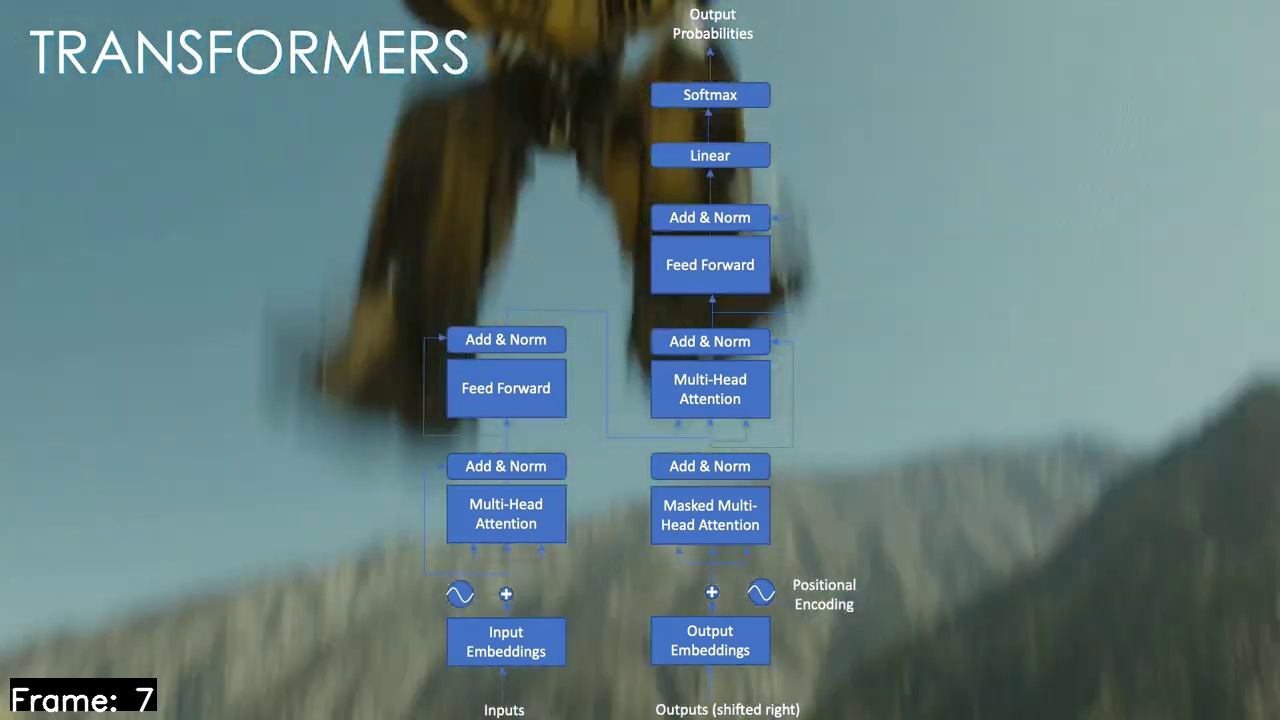 TRANSFORMERS
Output
Probabilities
Softmax
Linear
Add & Norm
Feed Forward
Add & Norm
Multi-Head
Attention
Add & Norm
Masked Multi-
Head Attention
Positional
Encoding
Output
Embeddings
Outputs (shifted right)
Add & Norm
Feed Forward
Add & Norm
Multi-Head
Attention
Input
Embeddings
Inputs
Frame: 7